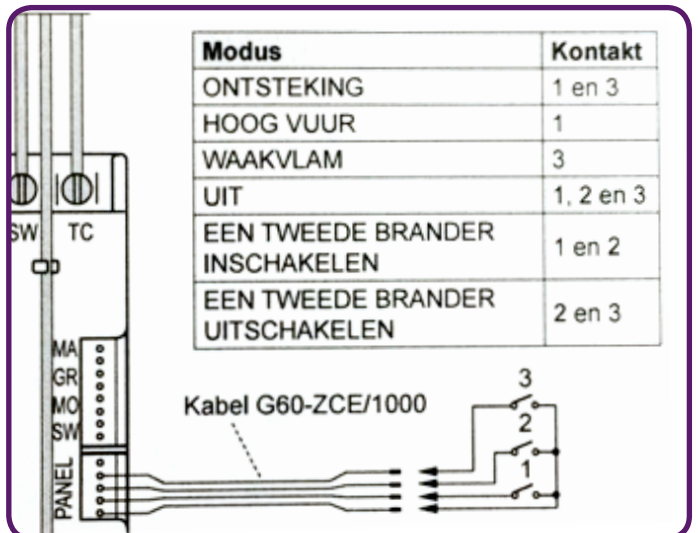 Modus Kontakt
ONTSTEKING 1 en 3
HOOG VUUR 1
WAAKVLAM 3
UIT 1, 2 en 3
EEN TWEEDE BRANDER
INSCHAKELEN 1 en 2
EEN TWEEDE BRANDER
UITSCHAKELEN 2 en 3
SW TC
MA
GR
MO
SW
PANEL
Kabel G60-ZCE/1000
3
2
1